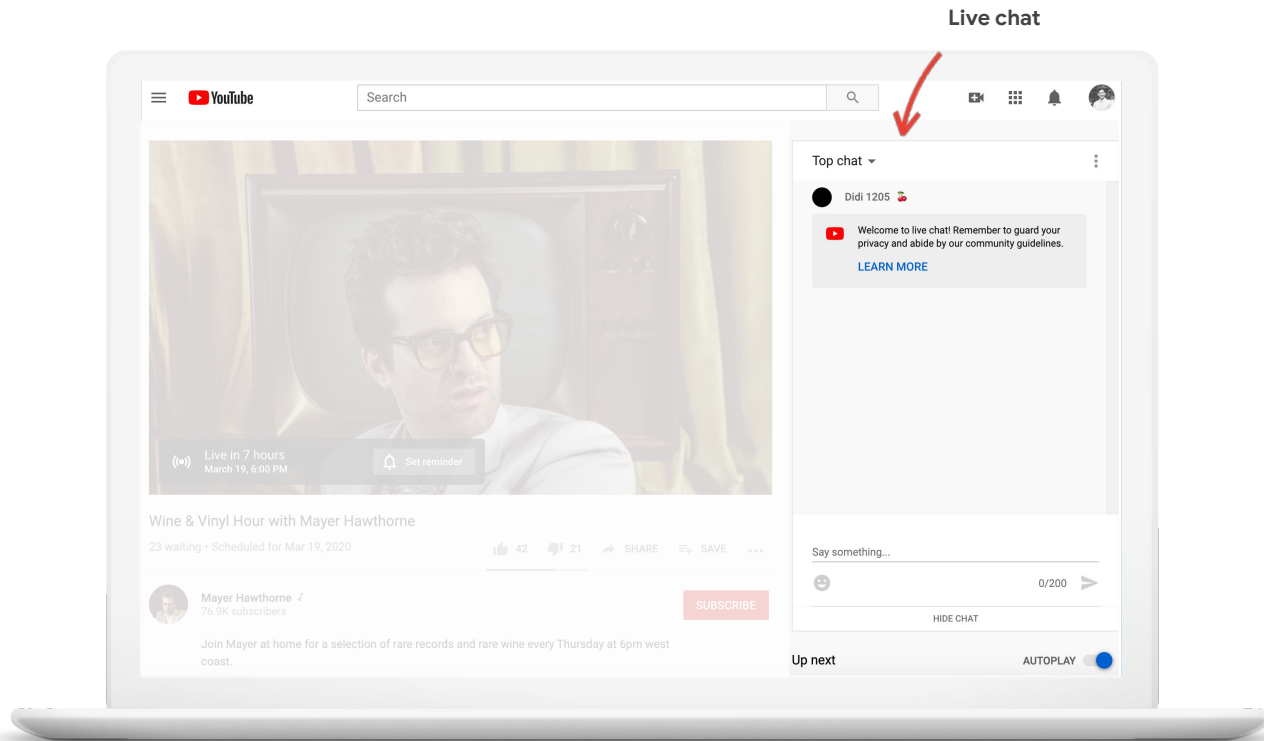 Live chat
YouTube
Search
Top chat
Didi 1205
Welcome to live chat! Remember to guard your
privacy and abide by our community guidelines.
LEARN MORE
Live in 7 hours
March 19, 6:00 PM
Set reminder
Wine & Vinyl Hour with Mayer Hawthorne
23 waiting • Scheduled for Mar 19, 2020
42 21 SHARE SAVE
Mayer Hawthorne
76.9K subscribers
SUBSCRIBE
Join Mayer at home for a selection of rare records and rare wine every Thursday at 6pm west
coast.
Say something...
0/200
HIDE CHAT
Up next AUTOPLAY